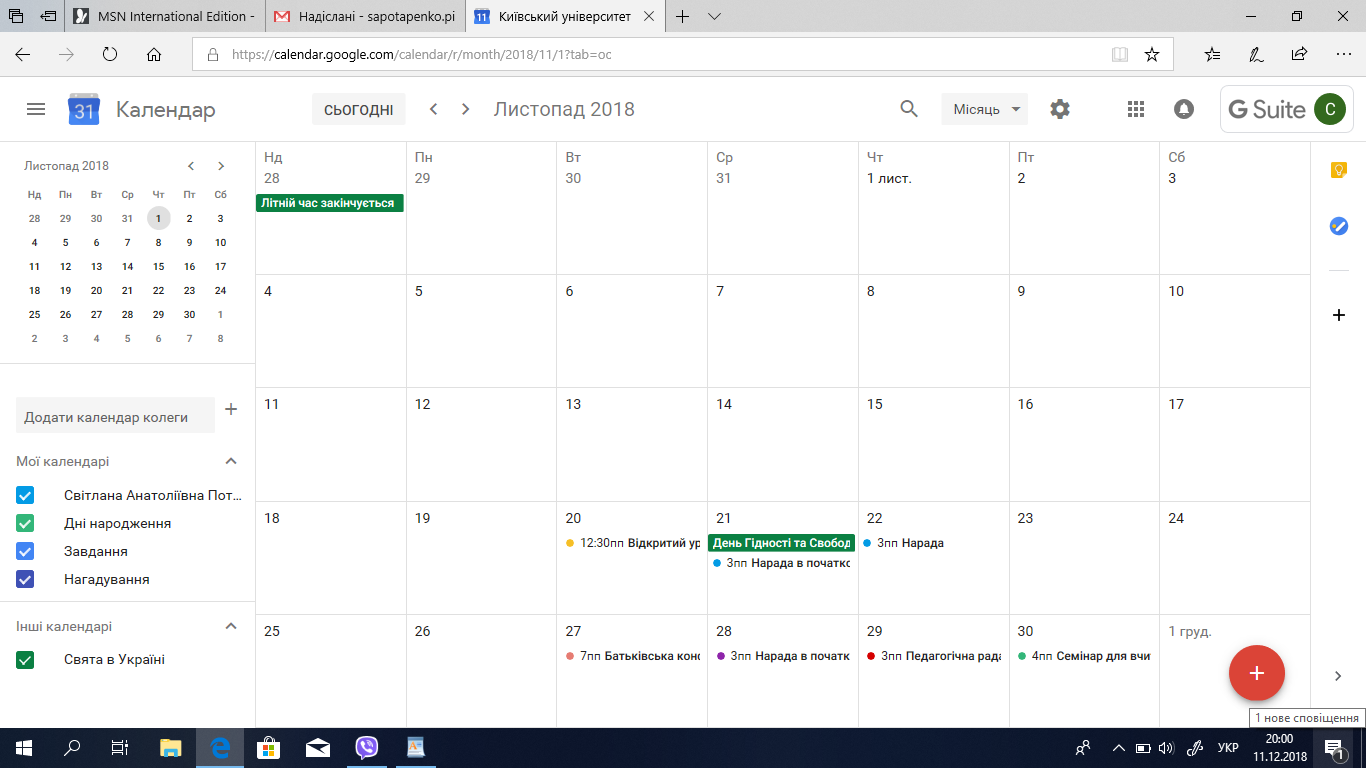 MSN International Edition -
Надіслані - sapotapenko.pi
11 Київський університет
https://calendar.google.com/calendar/r/month/2018/11/1?tab=oc
31 Календар
СЬОГОДНІ
Листопад 2018
Місяць
G Suite
С
Листопад 2018
Нд Пн Вт Ср Чт Пт Сб
28 29 30 31 1 2 3
4 5 6 7 8 9 10
11 12 13 14 15 16 17
18 19 20 21 22 23 24
25 26 27 28 29 30 1
2 3 4 5 6 7 8
Додати календар колеги
Мої календарі
Світлана Анатоліївна Пот...
Дні народження
Завдання
Нагадування
Інші календарі
Свята в Україні
Нд Пн Вт Ср Чт Пт Сб
28 29 30 31 1 лист. 2 3
Літній час закінчується
4 5 6 7 8 9 10
11 12 13 14 15 16 17
18 19 20 21 22 23 24
12:30пп Відкритий ур
День Гідності та Свобод
3пп Нарада
3пп Нарада в початко
25 26 27 28 29 30 1 груд.
7пп Батьківська кон
3пп Нарада в початк
3пп Педагогічна рада
4пп Семінар для вчи
1 нове сповіщення
УКР
20:00
11.12.2018
1